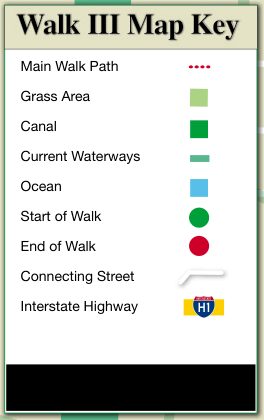 Walk III Map Key
Main Walk Path
Grass Area
Canal
Current Waterways
Ocean
Start of Walk
End of Walk
Connecting Street
Interstate Highway
H1